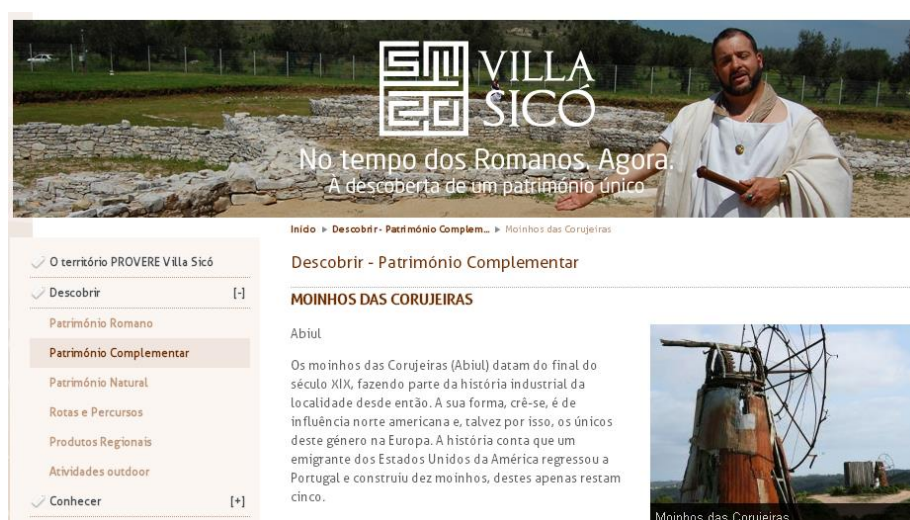 VILLA
SICÓ
No tempo dos Romanos. Agora.
À descoberta de um património único
Início ▶ Descobrir - Património Complem... ▶ Moinhos das Corujeiras
O território PROVERE Villa Sicó
Descobrir [-]
Património Romano
Património Complementar
Património Natural
Rotas e Percursos
Produtos Regionais
Atividades outdoor
Conhecer [+]
Descobrir - Património Complementar
MOINHOS DAS CORUJEIRAS
Abiul
Os moinhos das Corujeiras (Abiul) datam do final do
século XIX, fazendo parte da história industrial da
localidade desde então. A sua forma, crê-se, é de
influência norte americana e, talvez por isso, os únicos
deste género na Europa. A história conta que um
emigrante dos Estados Unidos da América regressou a
Portugal e construiu dez moinhos, destes apenas restam
cinco.
Moinhos das Corujeiras